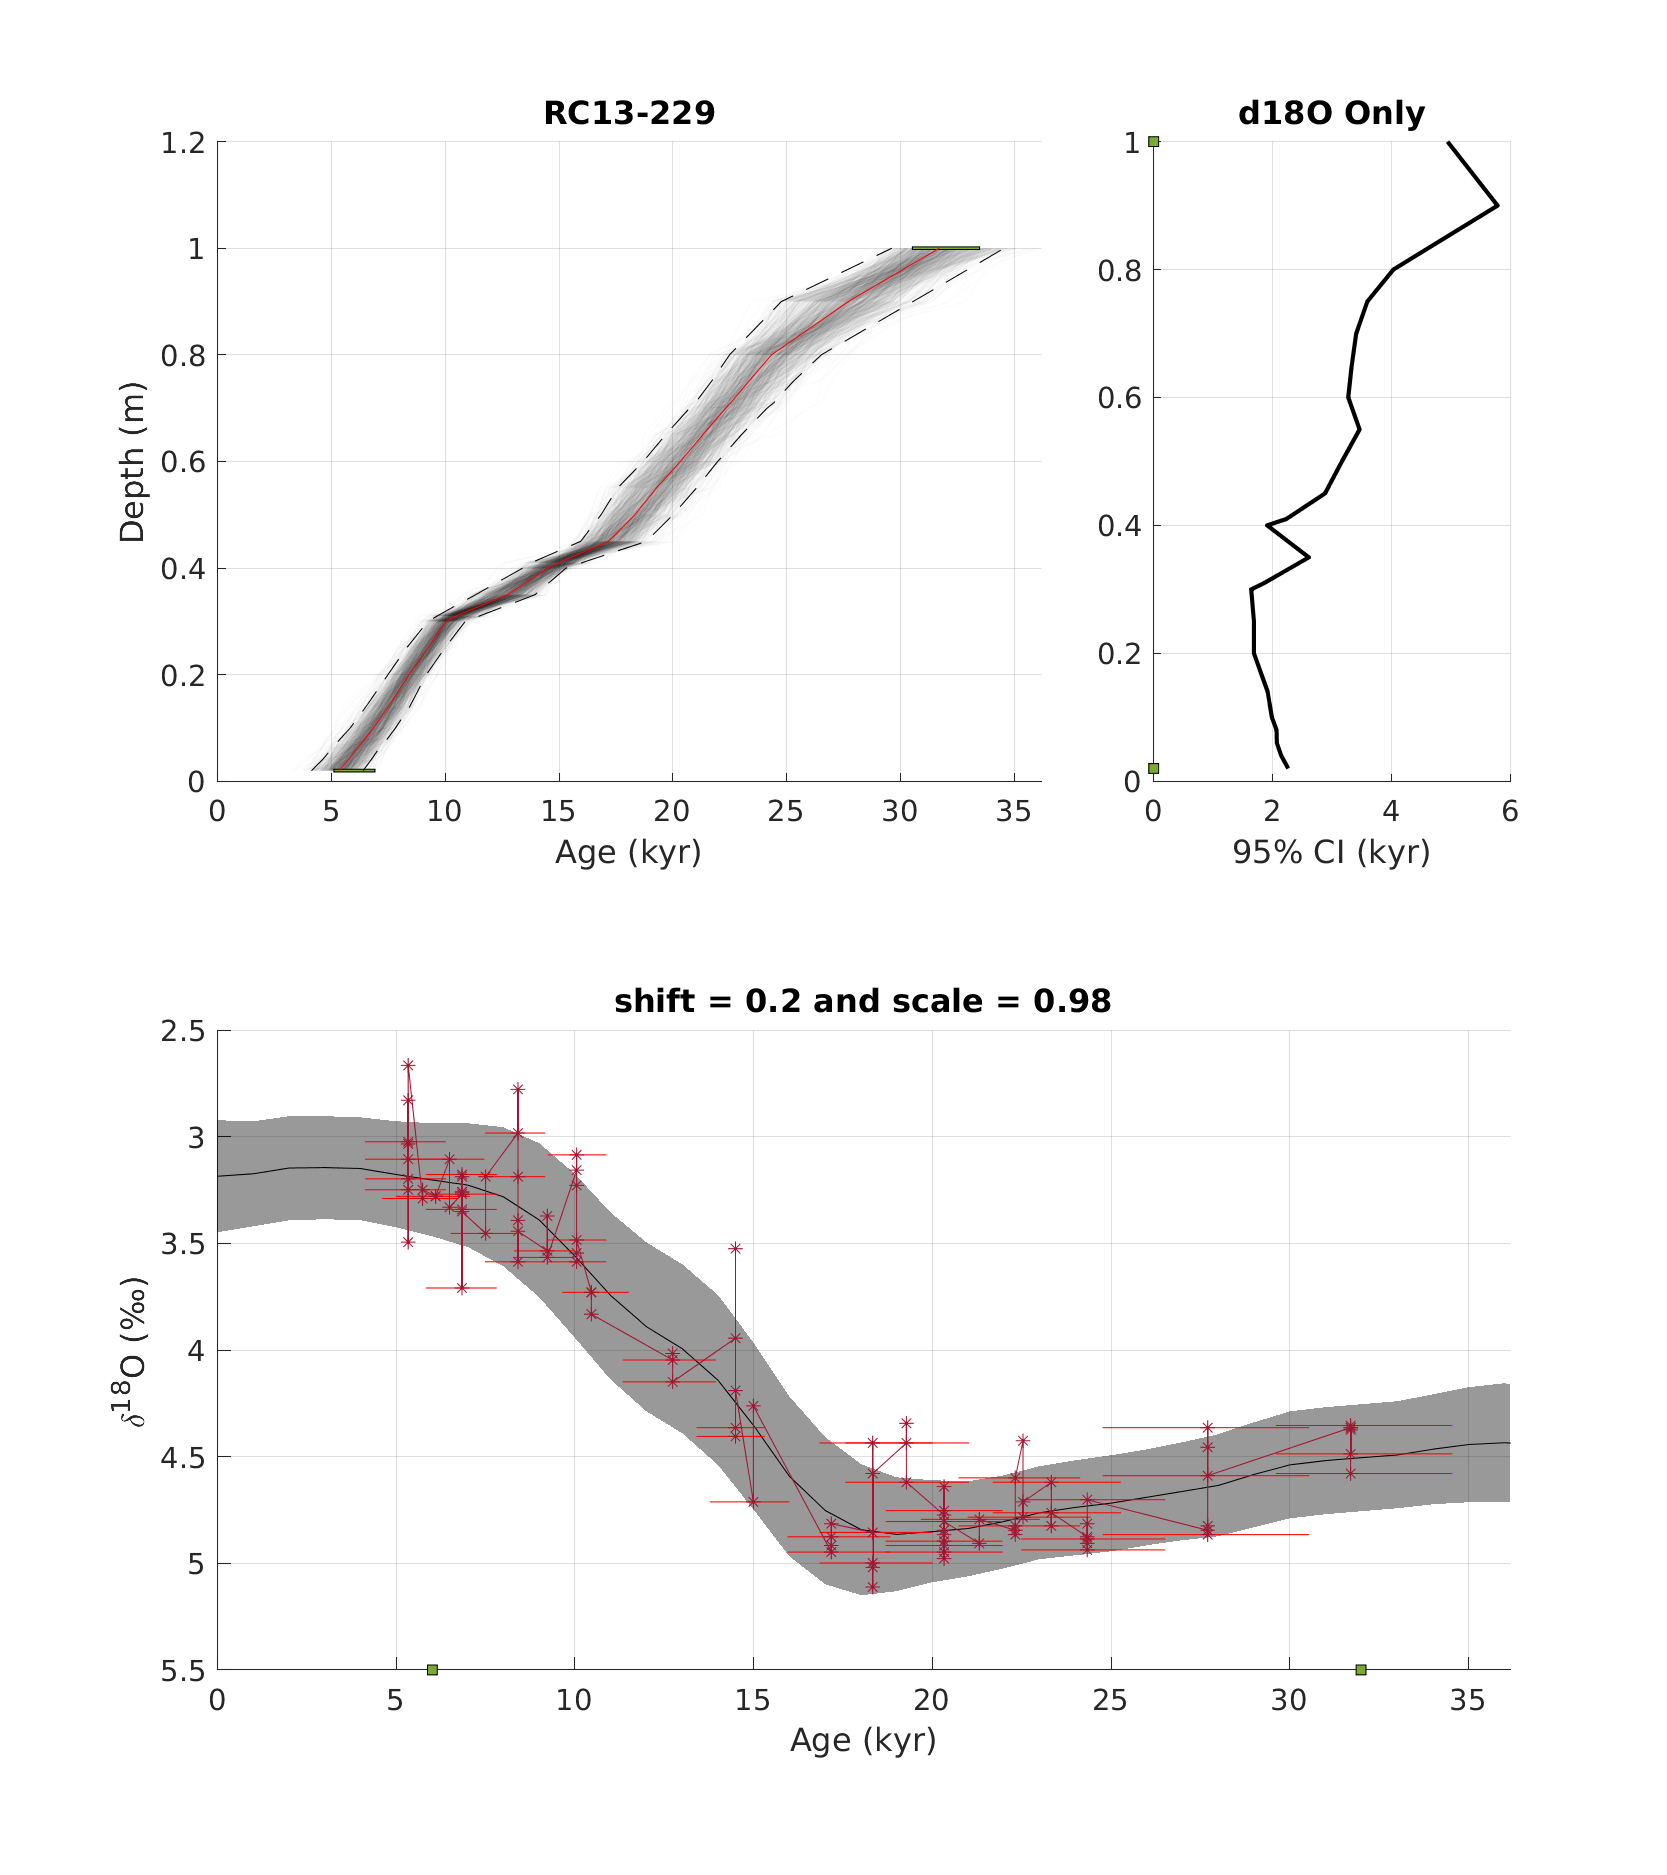 RC13-229
d18O Only
1.2
1
0.8
0.6
0.4
0.2
0
Depth (m)
0 5 10 15 20 25 30 35
Age (kyr)
1
0.8
0.6
0.4
0.2
0
0 2 4 6
95% CI (kyr)
shift = 0.2 and scale = 0.98
2.5
3
3.5
4
4.5
5
5.5
δ¹⁸O (‰)
0 5 10 15 20 25 30 35
Age (kyr)